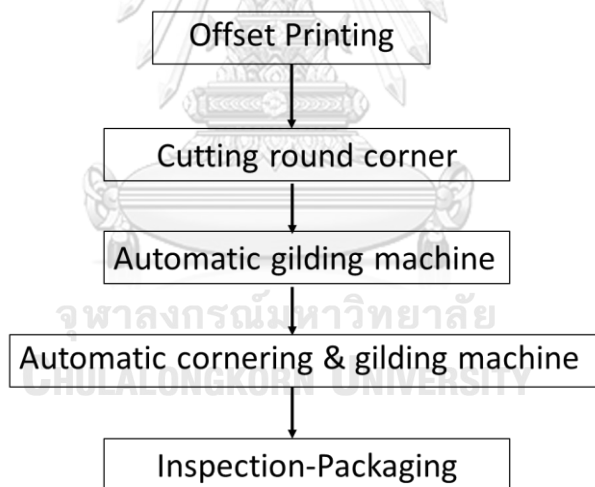 Offset Printing
Cutting round corner
Automatic gilding machine
จุฬาลงกรณ์มหาวิทยาลัย
Automatic cornering & gilding machine
CHULALONGKORN UNIVERSITY
Inspection-Packaging